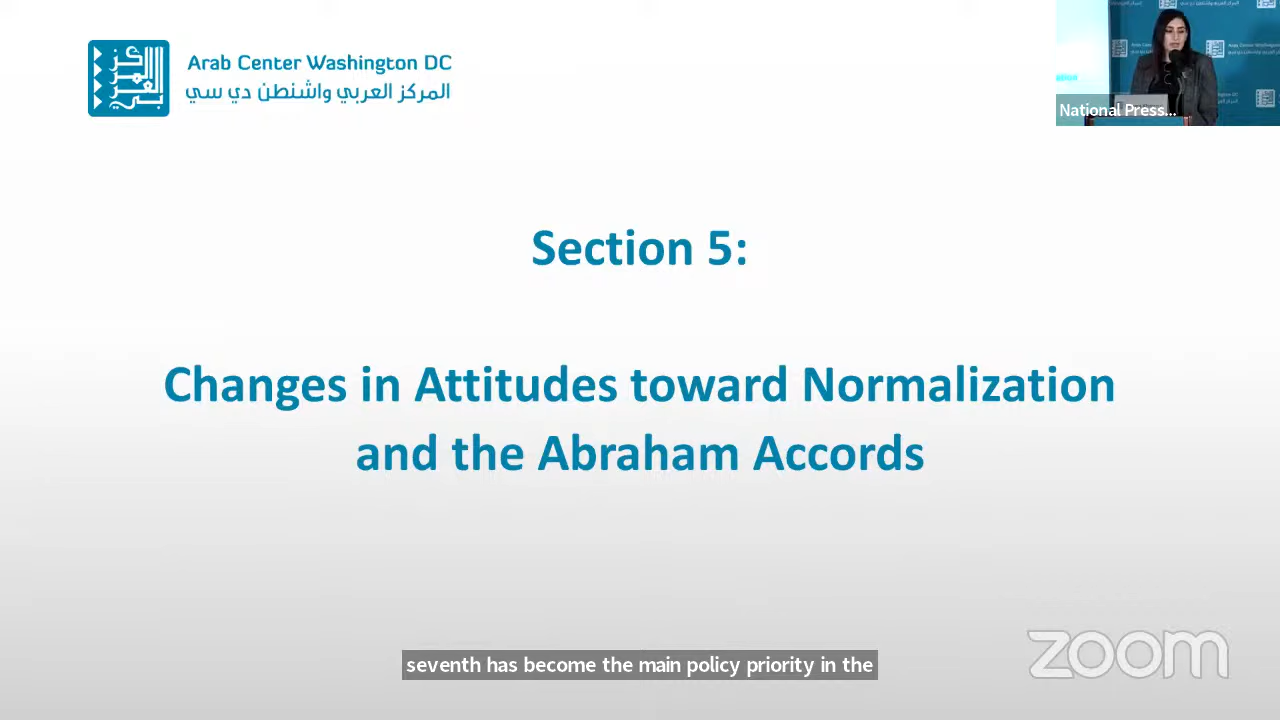 Arab Center Washington DC
المركز العربي واشنطن دي سي
National Press...
Section 5:
Changes in Attitudes toward Normalization
and the Abraham Accords
seventh has become the main policy priority in the
zoom